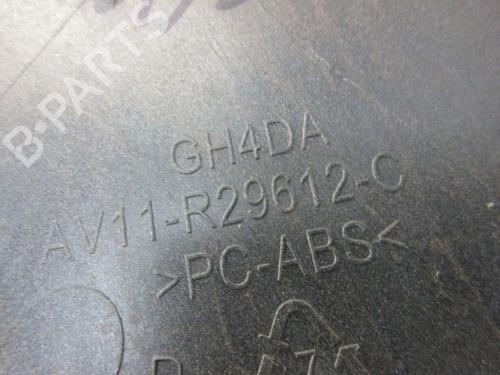 B-PARTS
GH4DA
AV11-R29612-C
>PC-ABS<